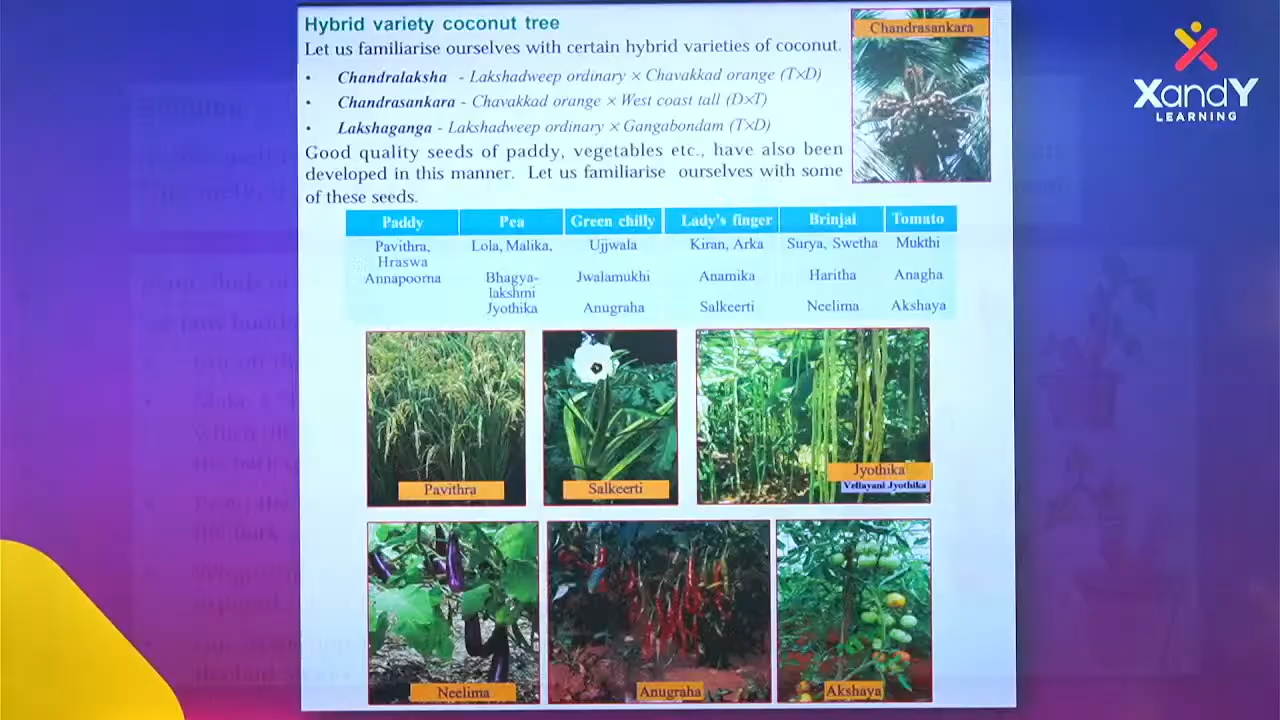 Hybrid variety coconut tree
Let us familiarise ourselves with certain hybrid varieties of coconut.
• Chandralaksha - Lakshadweep ordinary × Chavakkad orange (T×D)
• Chandrasankara - Chavakkad orange × West coast tall (D×T)
• Lakshaganga - Lakshadweep ordinary × Gangabondam (T×D)
Good quality seeds of paddy, vegetables etc., have also been
developed in this manner. Let us familiarise ourselves with some
of these seeds.
Chandrasankara
XandY
LEARNING
Paddy Pea Green chilly Lady's finger Brinjal Tomato
Pavithra, Lola, Malika, Ujjwala Kiran, Arka Surya, Swetha Mukthi
Hraswa
Annapoorna Bhagya- Jwalamukhi Anamika Haritha Anagha
lakshmi
Jyothika Anugraha Salkeerti Neelima Akshaya
Pavithra
Salkeerti
Jyothika
Vellayani Jyothika
Neelima
Anugraha
Akshaya